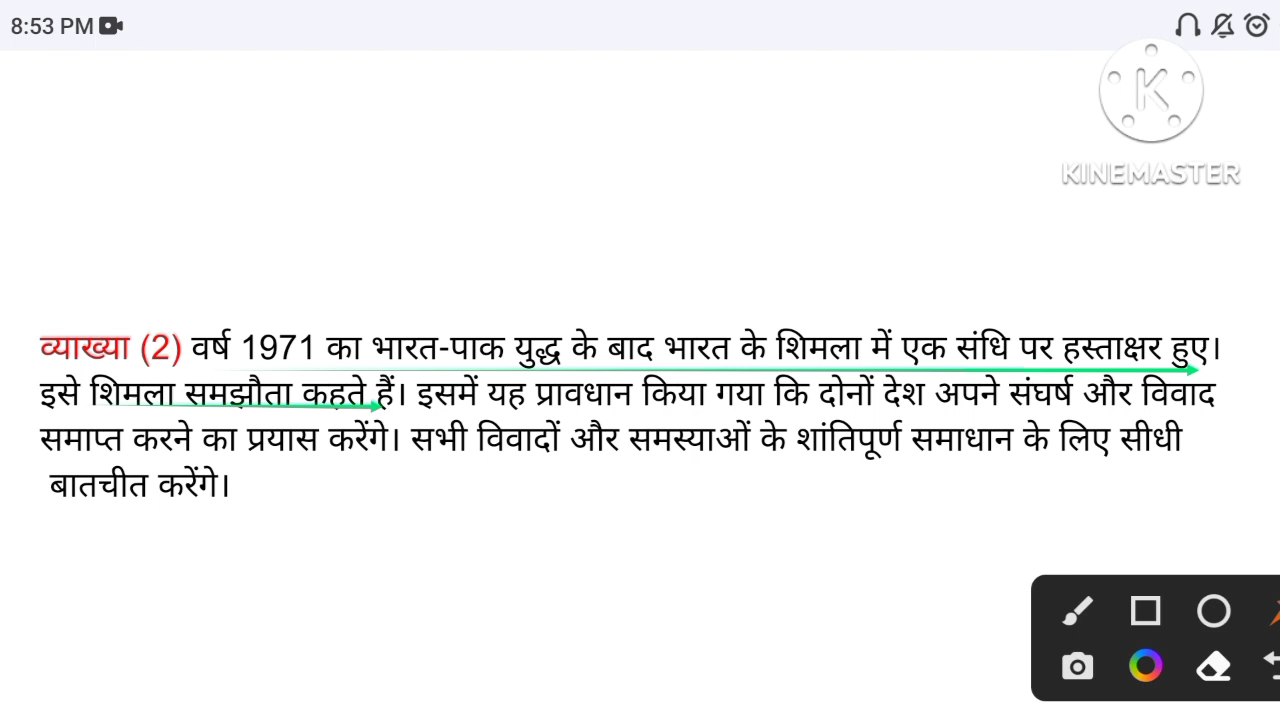 8:53 PM
KINEMASTER
व्याख्या (2) वर्ष 1971 का भारत-पाक युद्ध के बाद भारत के शिमला में एक संधि पर हस्ताक्षर हुए।
इसे शिमला समझौता कहते हैं। इसमें यह प्रावधान किया गया कि दोनों देश अपने संघर्ष और विवाद
समाप्त करने का प्रयास करेंगे। सभी विवादों और समस्याओं के शांतिपूर्ण समाधान के लिए सीधी
बातचीत करेंगे।